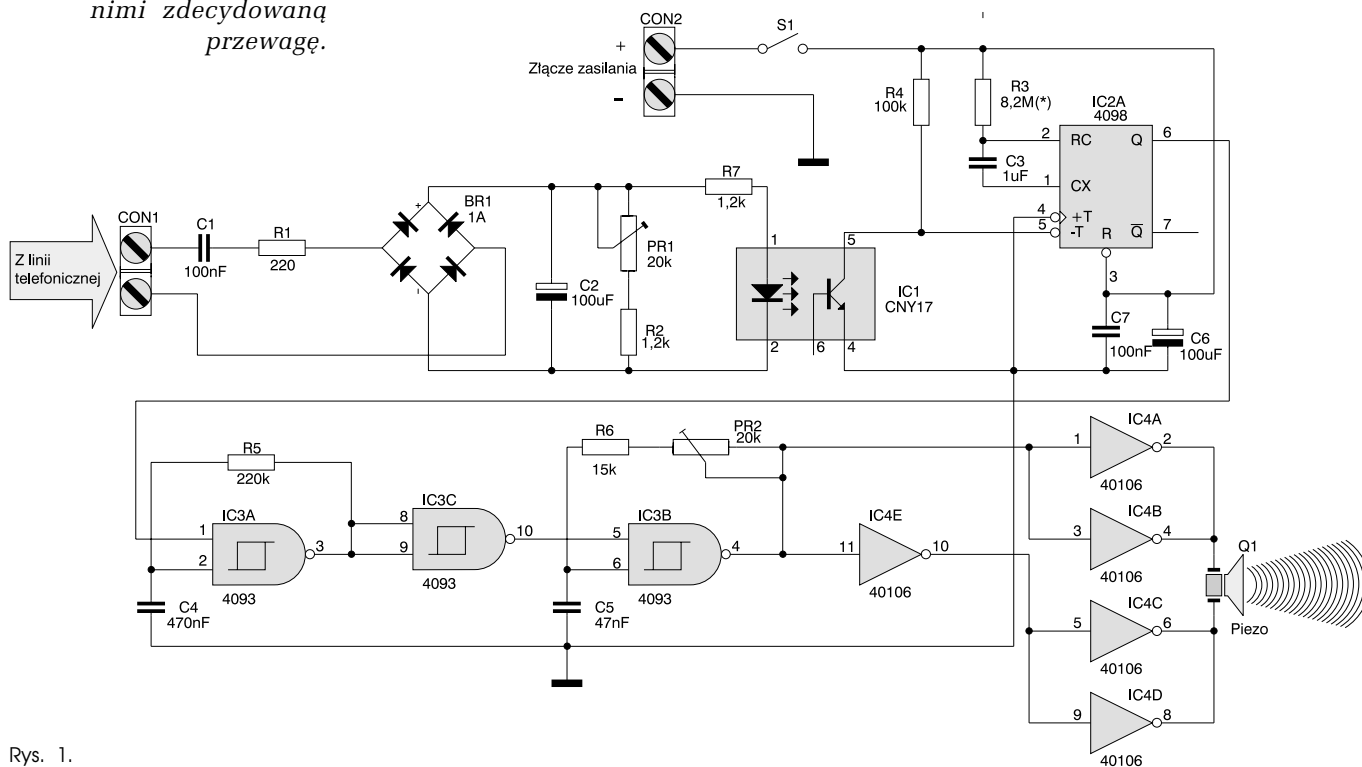 nimi zdecydowaną
przewagę.
CON2
+
Złącze zasilania
-
S1
R4
100k
R3
8,2M(*)
IC2A
4098
2
RC
Q
6
C3
1uF
1
CX
4
+T
5
-T
R
Q
7
3
C7
100nF
C6
100uF
Z linii
telefonicznej
CON1
C1
100nF
R1
220
BR1
1A
+
-
C2
100uF
PR1
20k
R2
1,2k
R7
1,2k
1
2
5
6
4
IC1
CNY17
R5
220k
IC3A
1
2
3
4093
C4
470nF
IC3C
8
9
10
4093
R6
15k
PR2
20k
IC3B
5
6
4
4093
C5
47nF
IC4E
11
10
40106
IC4A
1
2
40106
IC4B
3
4
40106
IC4C
5
6
40106
IC4D
9
8
40106
Q1
Piezo
Rys. 1.